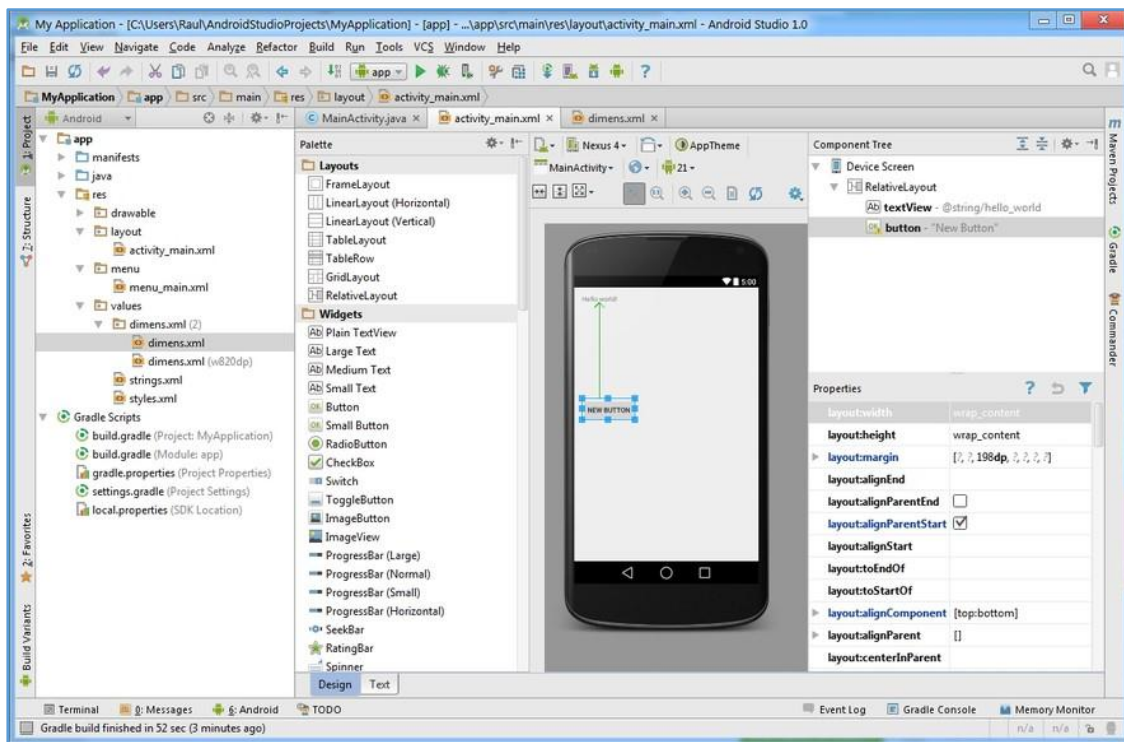 My Application - [C:\Users\Raul\AndroidStudioProjects\MyApplication] - [app] - ...\app\src\main\res\layout\activity_main.xml - Android Studio 1.0
File Edit View Navigate Code Analyze Refactor Build Run Tools VCS Window Help
app
MyApplication app src main res layout activity_main.xml
Android
MainActivity.java activity_main.xml dimens.xml
1: Project
2: Structure
2: Favorites
Build Variants
app
manifests
java
res
drawable
layout
activity_main.xml
menu
menu_main.xml
values
dimens.xml (2)
dimens.xml
dimens.xml (w820dp)
strings.xml
styles.xml
Gradle Scripts
build.gradle (Project: MyApplication)
build.gradle (Module: app)
gradle.properties (Project Properties)
settings.gradle (Project Settings)
local.properties (SDK Location)
Palette
Layouts
FrameLayout
LinearLayout (Horizontal)
LinearLayout (Vertical)
TableLayout
TableRow
GridLayout
RelativeLayout
Widgets
Plain TextView
Large Text
Medium Text
Small Text
Button
Small Button
RadioButton
CheckBox
Switch
ToggleButton
ImageButton
ImageView
ProgressBar (Large)
ProgressBar (Normal)
ProgressBar (Small)
ProgressBar (Horizontal)
SeekBar
RatingBar
Spinner
Design Text
Nexus 4 AppTheme
MainActivity 21
5:00
Hello world!
NEW BUTTON
Component Tree
Device Screen
RelativeLayout
textView - @string/hello_world
button - "New Button"
Properties
layout:width wrap_content
layout:height wrap_content
layout:margin [?, ?, 198dp, ?, ?, ?, ?]
layout:alignEnd
layout:alignParentEnd
layout:alignParentStart
layout:alignStart
layout:toEndOf
layout:toStartOf
layout:alignComponent [top:bottom]
layout:alignParent []
layout:centerInParent
Maven Projects
Gradle
Commander
Terminal 0: Messages 6: Android TODO
Event Log Gradle Console Memory Monitor
Gradle build finished in 52 sec (3 minutes ago)
n/a n/a